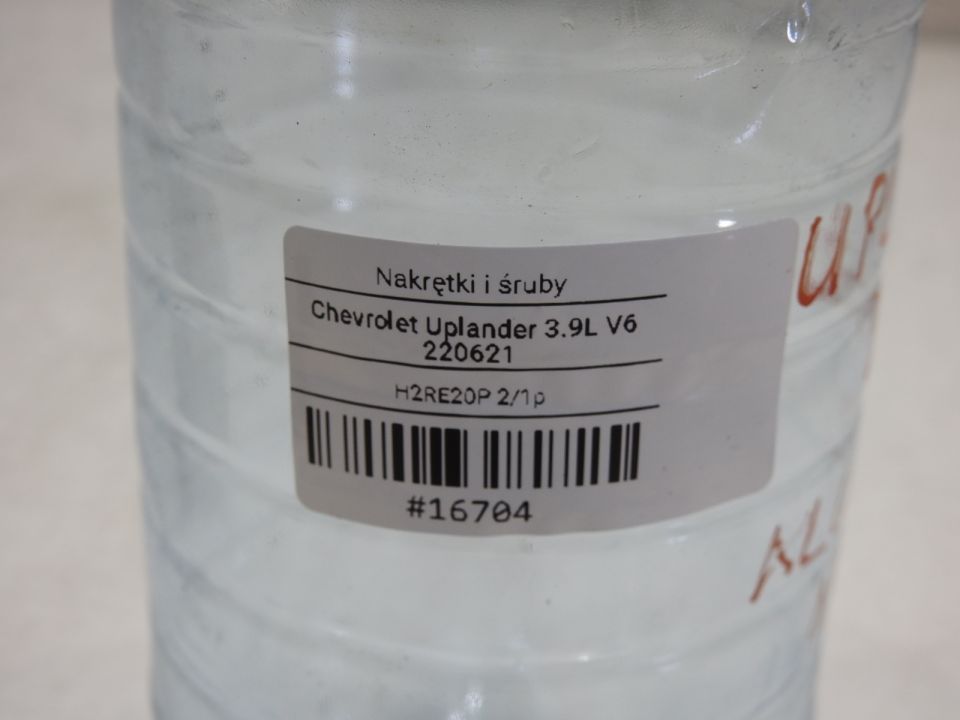 Nakrętki i śruby
Chevrolet Uplander 3.9L V6
220621
H2RE20P 2/1p
#16704